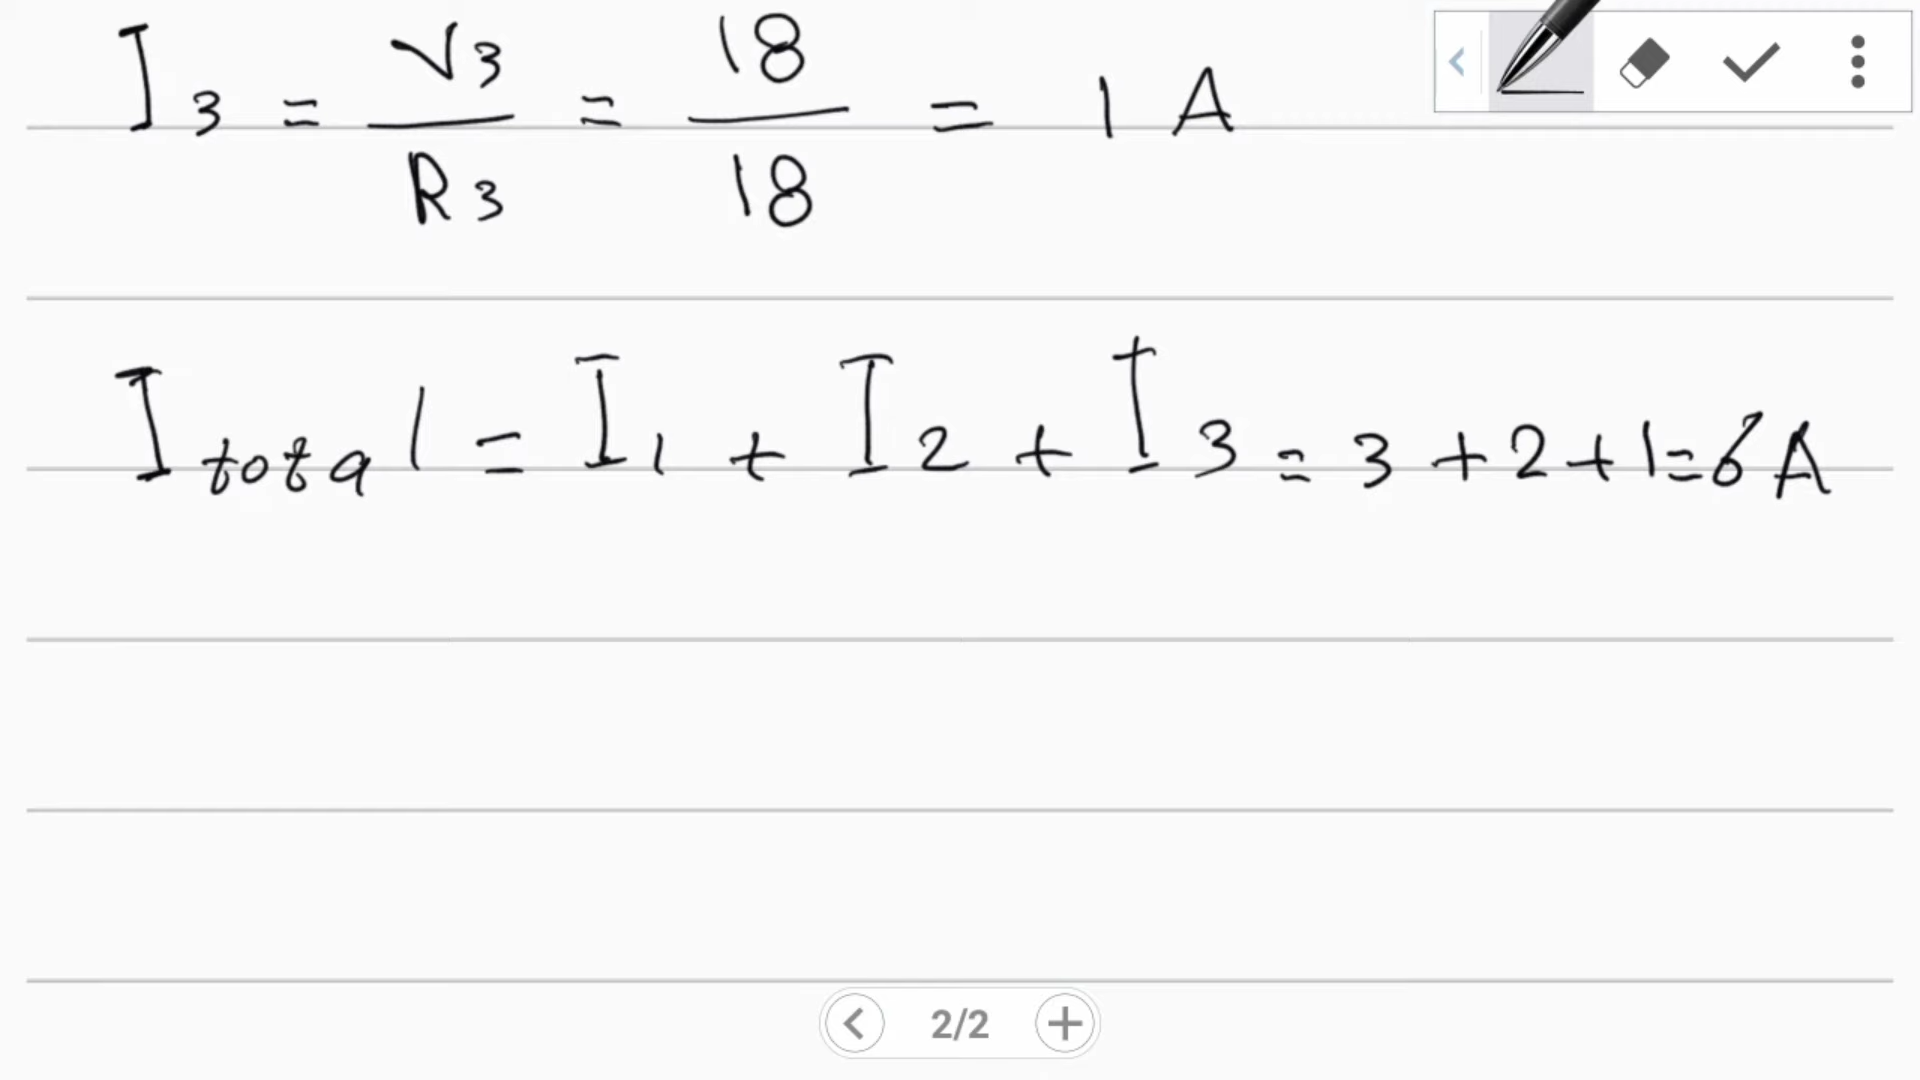 I3 = V3/R3 = 18/18 = 1 A
Itotal = I1 + I2 + I3 = 3 + 2 + 1 = 6 A
2/2